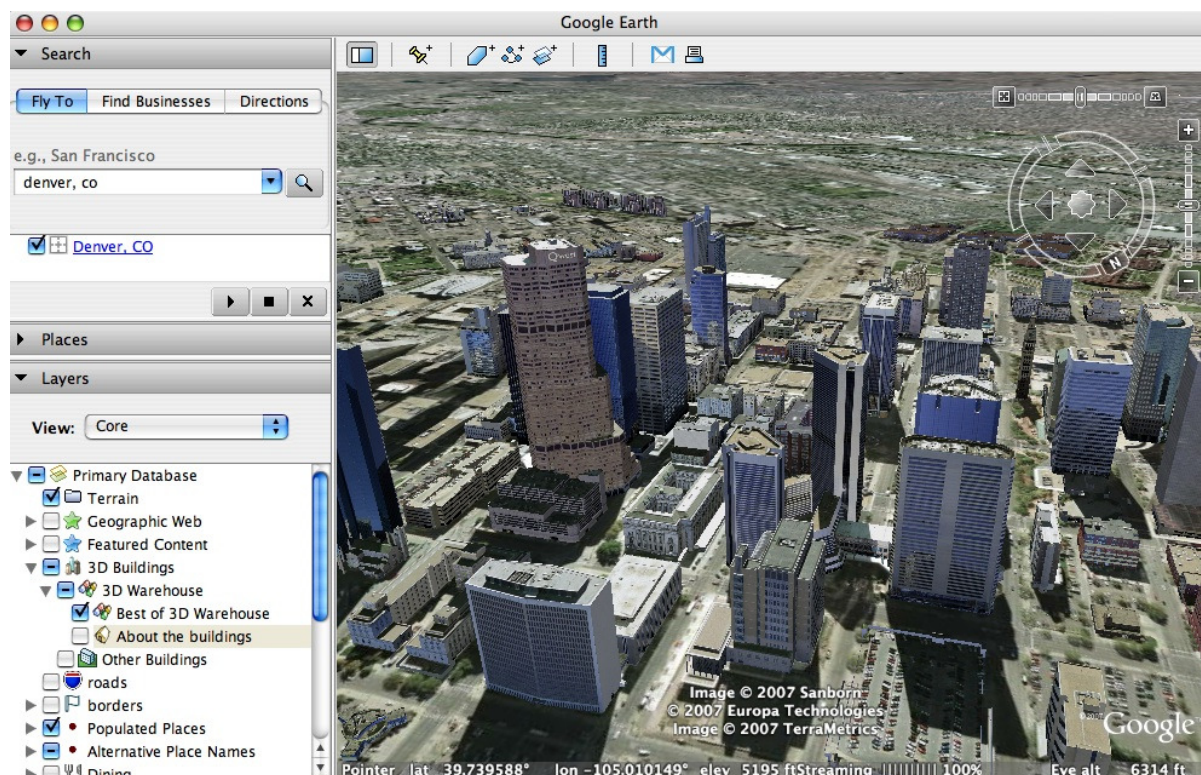 Google Earth
Search
Fly To
Find Businesses
Directions
e.g., San Francisco
denver, co
Denver, CO
Places
Layers
View:
Core
Primary Database
Terrain
Geographic Web
Featured Content
3D Buildings
3D Warehouse
Best of 3D Warehouse
About the buildings
Other Buildings
roads
borders
Populated Places
Alternative Place Names
Dining
Qwest
N
Image © 2007 Sanborn
© 2007 Europa Technologies
Image © 2007 TerraMetrics
©2007 Google
Pointer lat 39.739588° lon -105.010149° elev 5195 ft Streaming ||||||||| 100% Eye alt 6314 ft